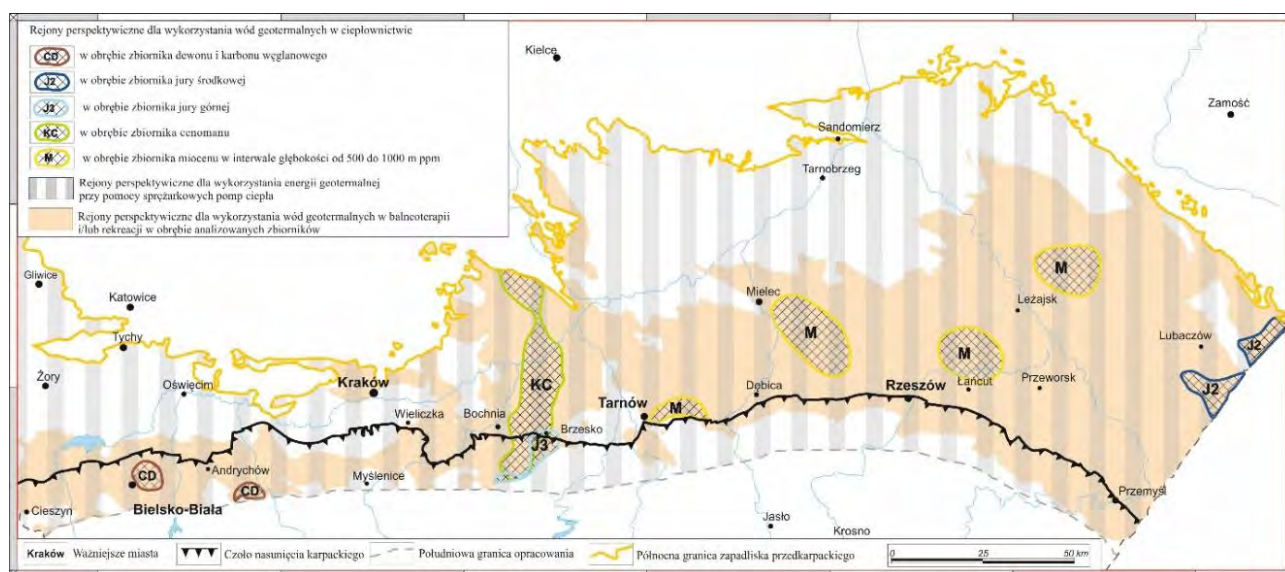 Rejony perspektywiczne dla wykorzystania wód geotermalnych w ciepłownictwie
CD w obrębie zbiornika dewonu i karbonu węglanowego
J2 w obrębie zbiornika jury środkowej
J3 w obrębie zbiornika jury górnej
KC w obrębie zbiornika cenomanu
M w obrębie zbiornika miocenu w interwale głębokości od 500 do 1000 m ppm
Rejony perspektywiczne dla wykorzystania energii geotermalnej
przy pomocy sprężarkowych pomp ciepła
Rejony perspektywiczne dla wykorzystania wód geotermalnych w balneoterapii
i/lub rekreacji w obrębie analizowanych zbiorników
Kielce
Zamość
Sandomierz
Tarnobrzeg
Gliwice
Katowice
Tychy
Żory
Oświęcim
Kraków
Wieliczka
Bochnia
KC
Brzesko
J3
Tarnów
M
Mielec
M
Dębica
Rzeszów
M
Łańcut
Przeworsk
Leżajsk
M
Lubaczów
J2
J2
CD
Andrychów
CD
Myślenice
Bielsko-Biała
Cieszyn
Jasło
Krosno
Przemyśl
Kraków Ważniejsze miasta
Czoło nasunięcia karpackiego
Południowa granica opracowania
Północna granica zapadliska przedkarpackiego
0 25 50 km